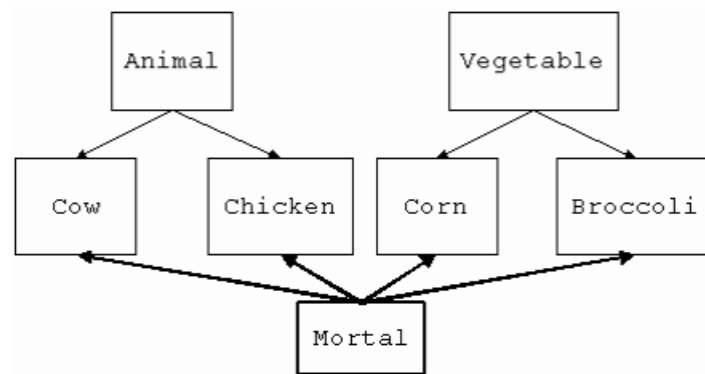 Animal
Vegetable
Cow
Chicken
Corn
Broccoli
Mortal